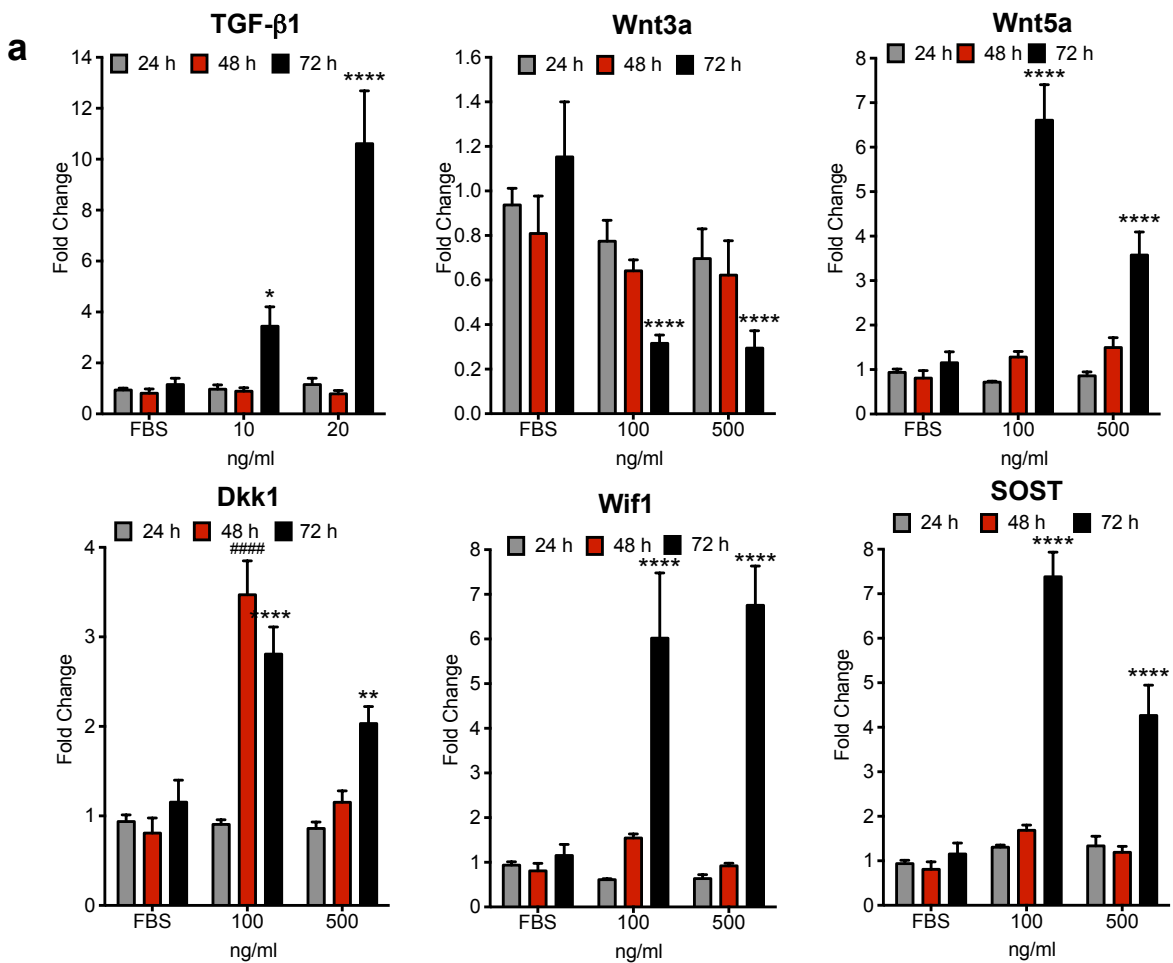 a
TGF-β1
24 h 48 h 72 h
Fold Change
14
12
10
8
6
4
2
0
****
*
FBS 10 20
ng/ml
Wnt3a
24 h 48 h 72 h
Fold Change
1.6
1.4
1.2
1.0
0.8
0.6
0.4
0.2
0.0
****
****
FBS 100 500
ng/ml
Wnt5a
24 h 48 h 72 h
Fold Change
8
7
6
5
4
3
2
1
0
****
****
FBS 100 500
ng/ml
Dkk1
24 h 48 h 72 h
Fold Change
4
3
2
1
0
####
****
**
FBS 100 500
ng/ml
Wif1
24 h 48 h 72 h
Fold Change
8
7
6
5
4
3
2
1
0
****
****
FBS 100 500
ng/ml
SOST
24 h 48 h 72 h
Fold Change
8
7
6
5
4
3
2
1
0
****
****
FBS 100 500
ng/ml